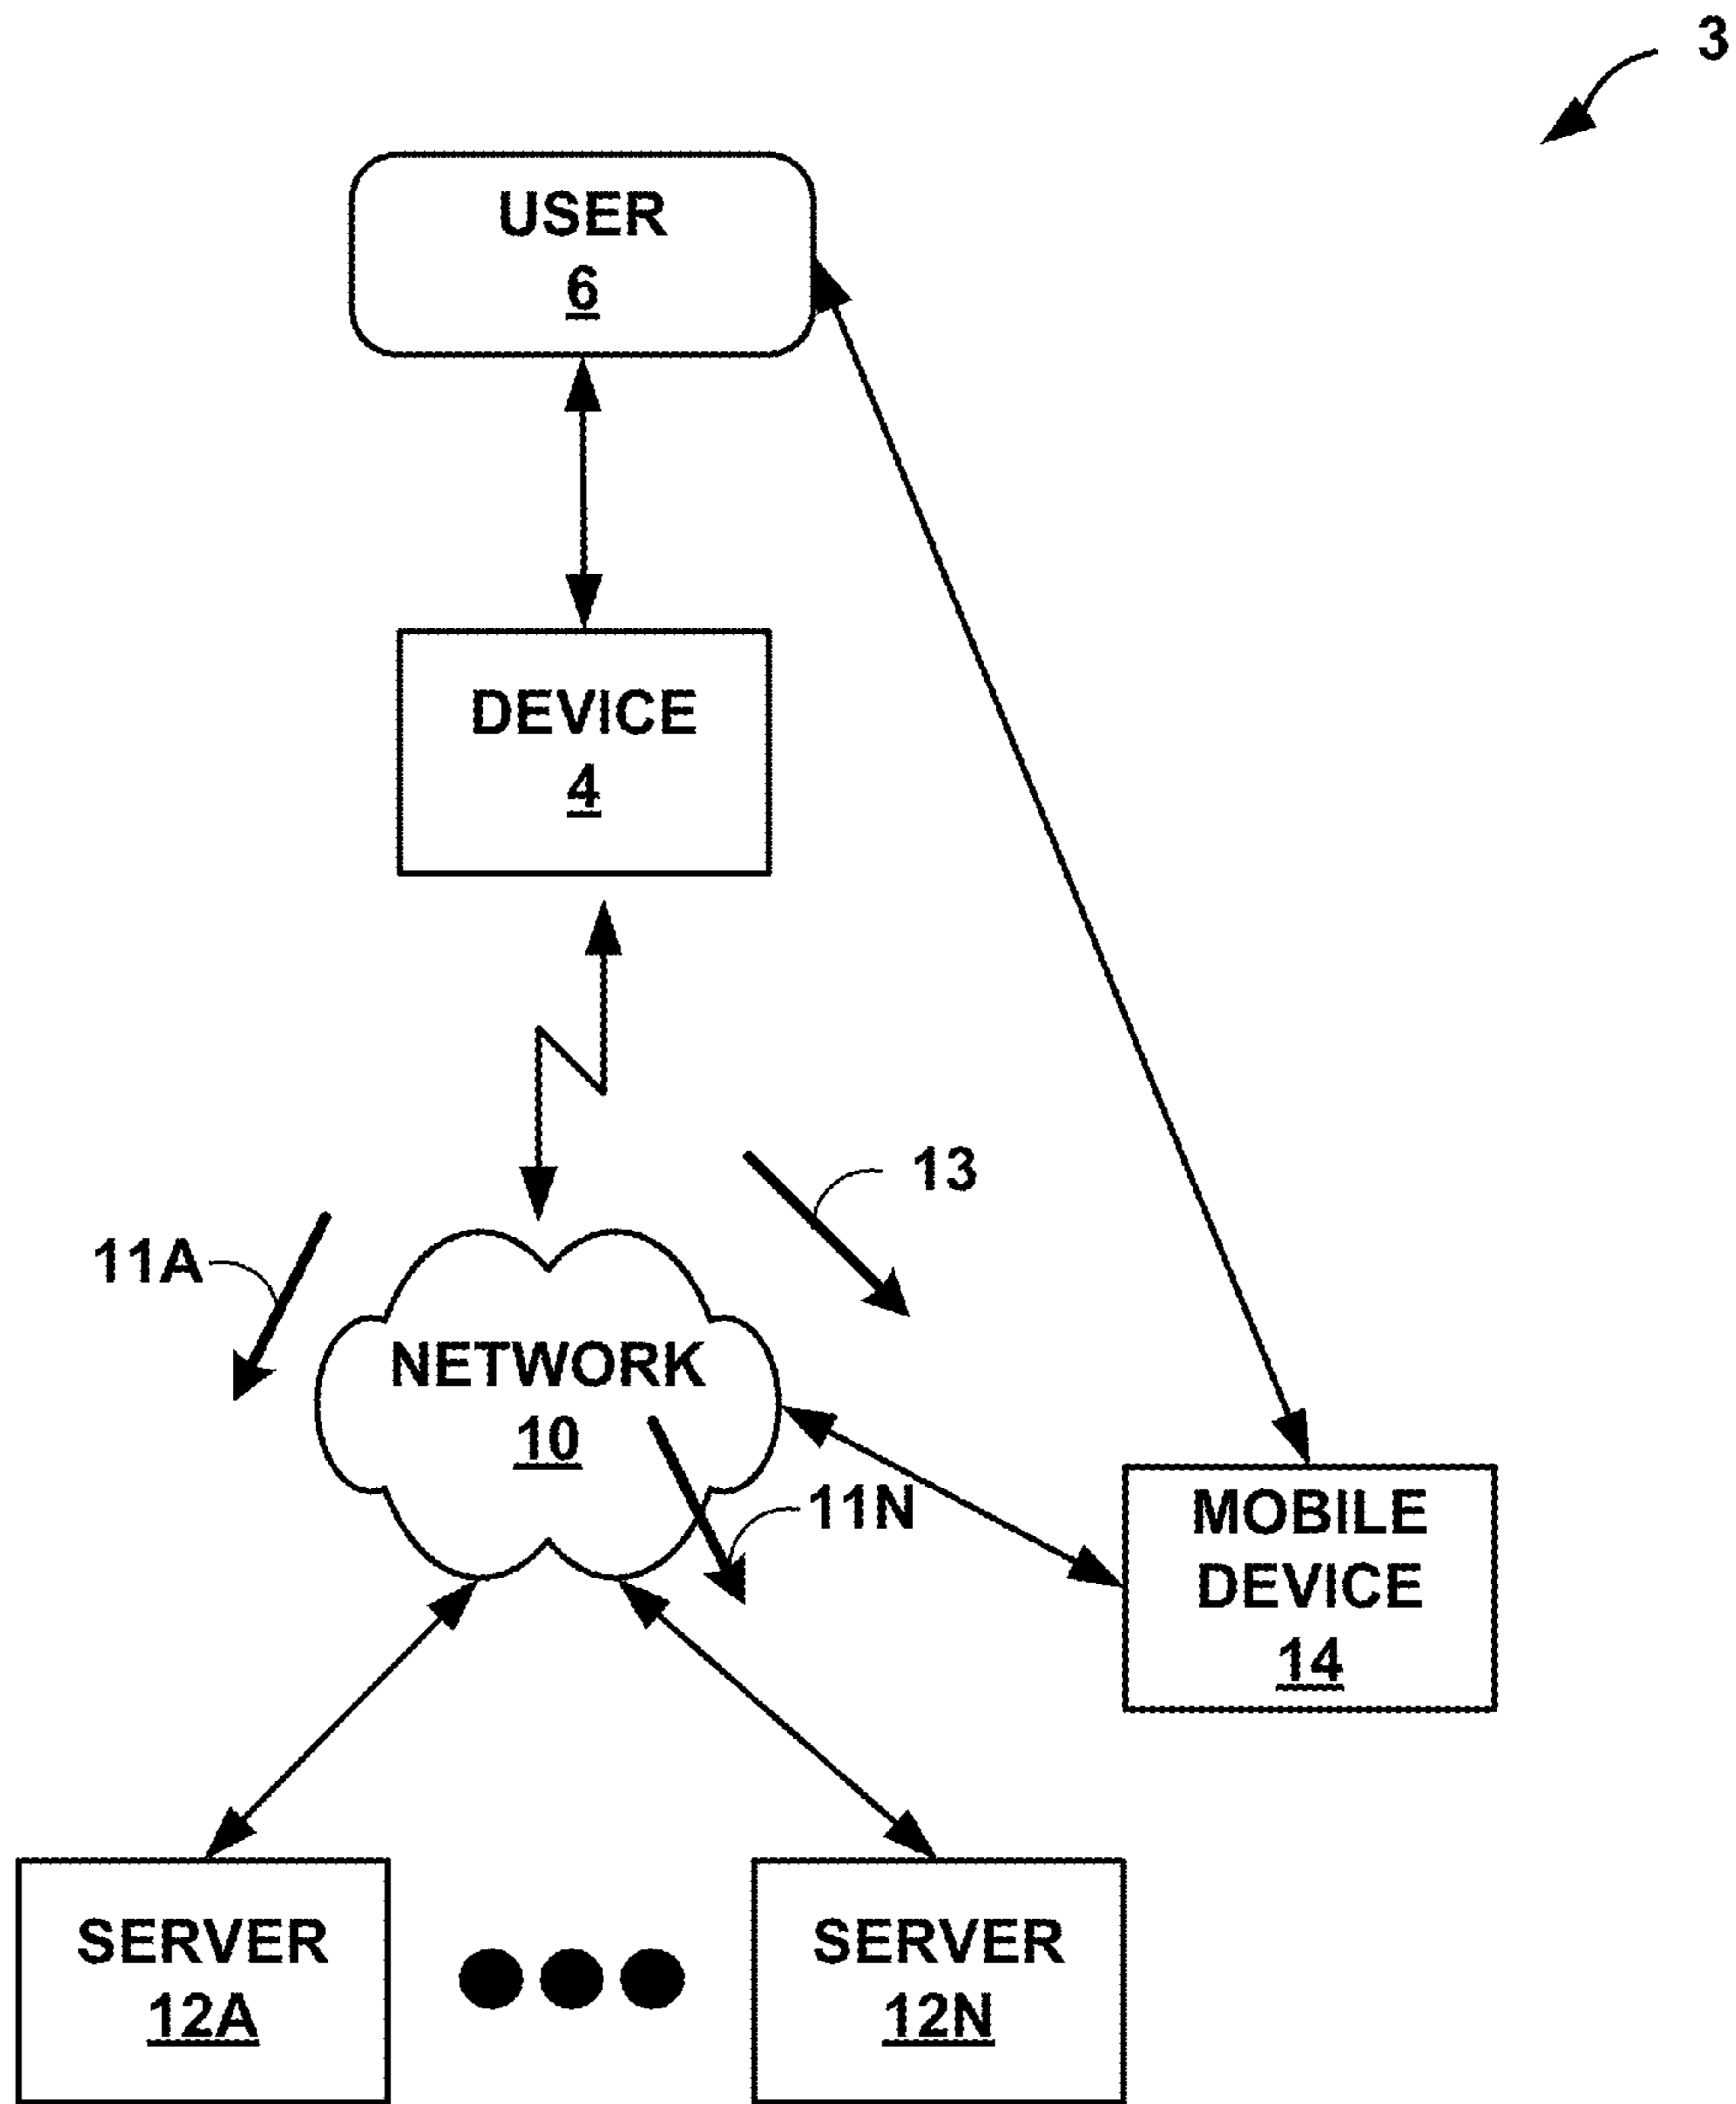 3
USER
6
DEVICE
4
13
11A
NETWORK
10
11N
MOBILE
DEVICE
14
SERVER
12A
SERVER
12N